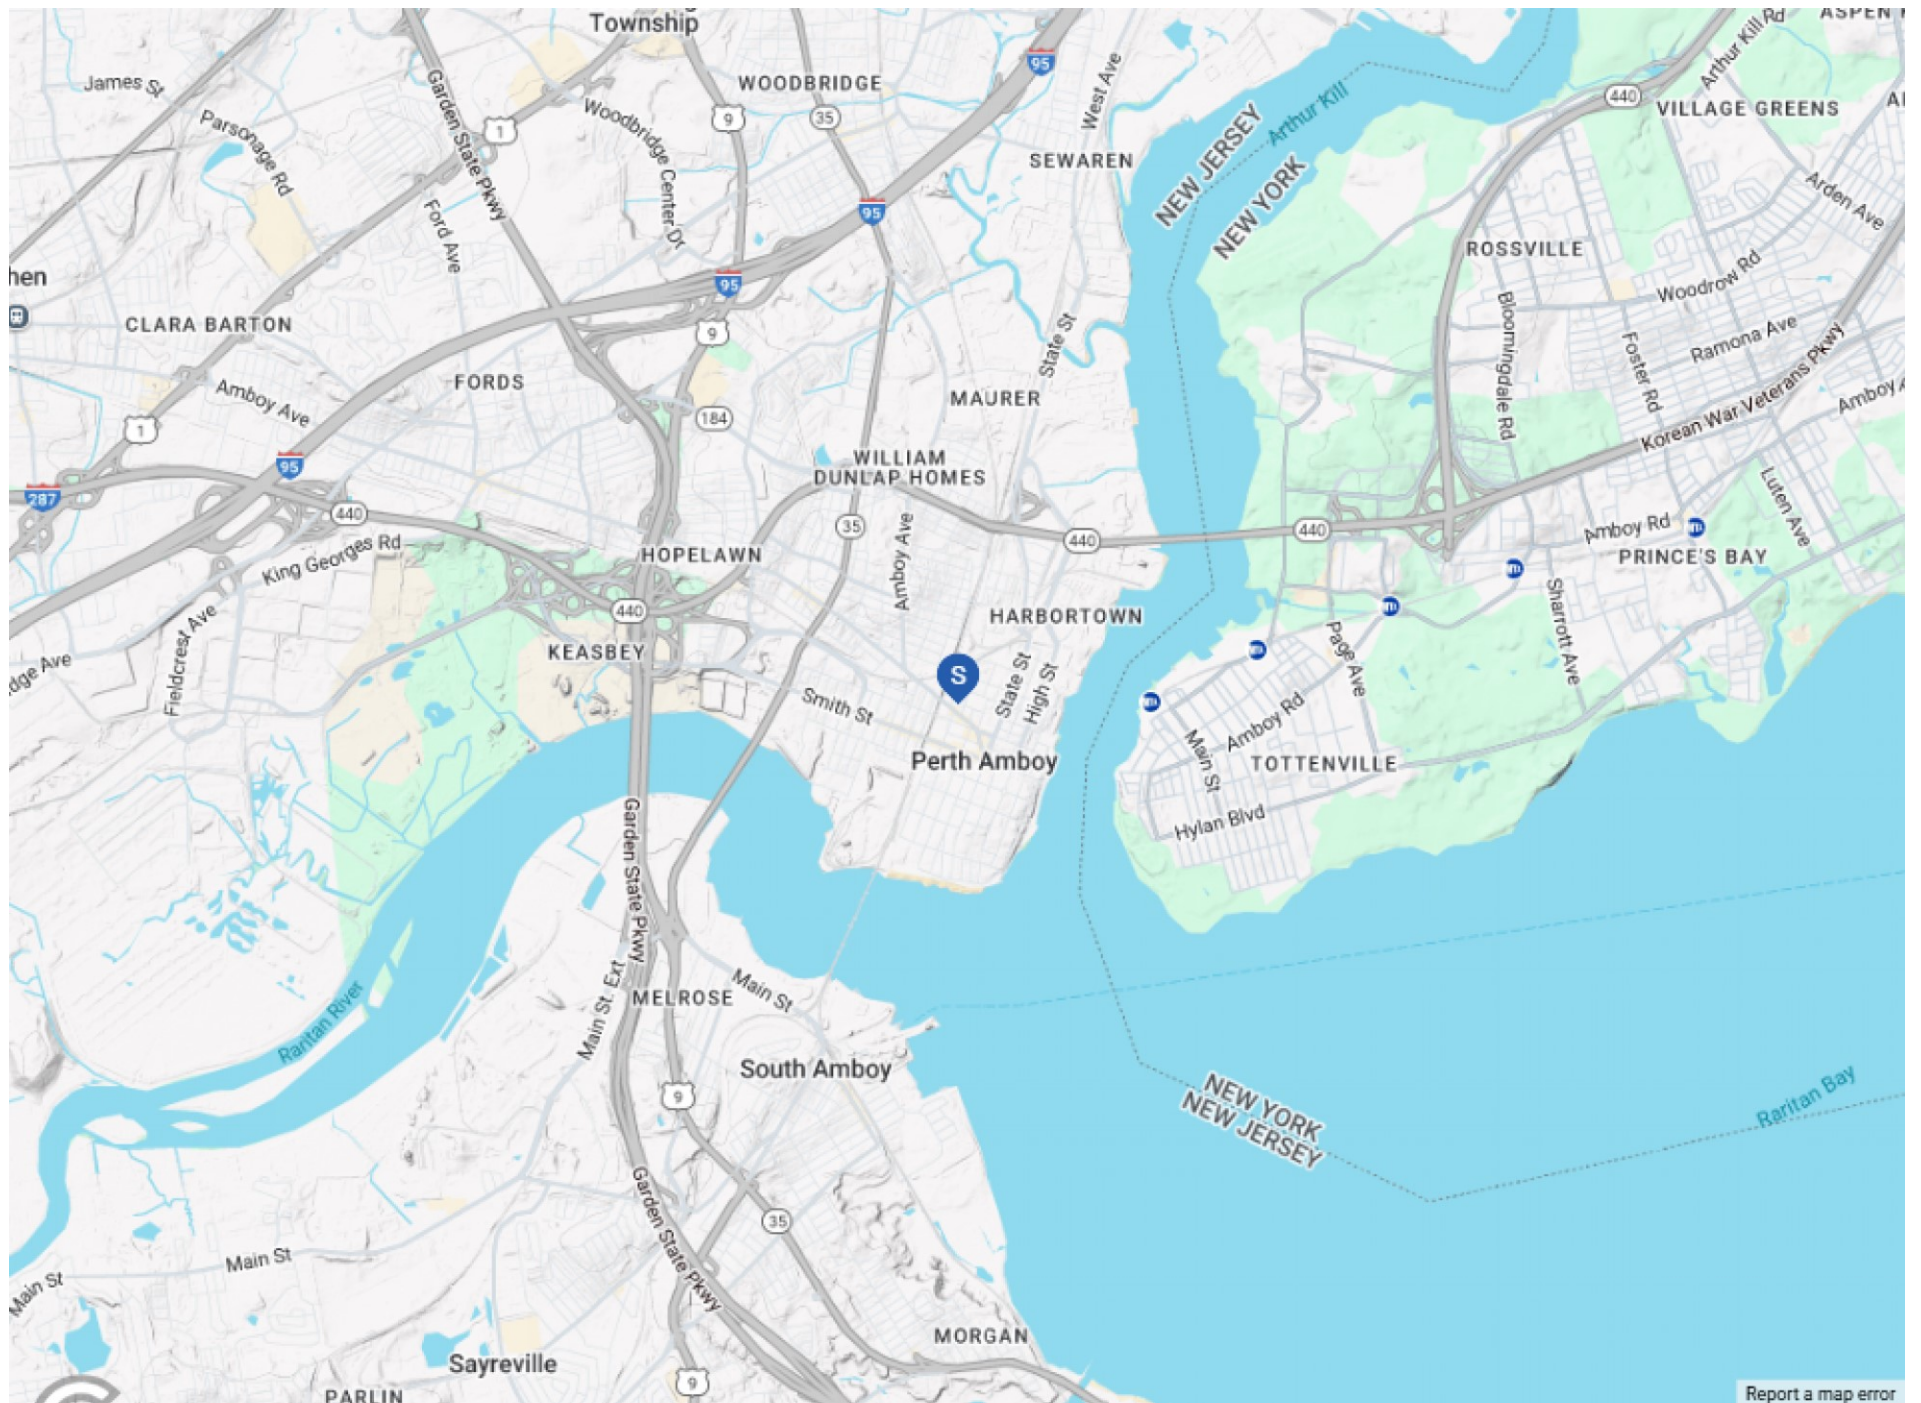 Township
ASPEN
James St
WOODBRIDGE
95
Arthur Kill Rd
Garden State Pkwy
9
35
West Ave
440
VILLAGE GREENS
1
Parsonage Rd
Woodbridge Center Dr
SEWAREN
NEW JERSEY
Arthur Kill
NEW YORK
Arden Ave
Ford Ave
95
ROSSVILLE
hen
95
Woodrow Rd
CLARA BARTON
9
State St
Bloomingdale Rd
Foster Rd
Ramona Ave
Korean War Veterans Pkwy
FORDS
Amboy Ave
MAURER
Amboy
184
1
95
WILLIAM
DUNLAP HOMES
287
440
35
Amboy Ave
440
440
Amboy Rd
Luten Ave
King Georges Rd
HOPELAWN
PRINCE'S BAY
440
HARBORTOWN
Sharrott Ave
Fieldcrest Ave
KEASBEY
dge Ave
S
State St
High St
Page Ave
Smith St
Amboy Rd
Main St
Perth Amboy
TOTTENVILLE
Hylan Blvd
Garden State Pkwy
Raritan River
Main St Ext
MELROSE
Main St
South Amboy
9
NEW YORK
NEW JERSEY
Raritan Bay
Garden State Pkwy
35
Main St
Main St
MORGAN
Sayreville
9
PARLIN
Report a map error